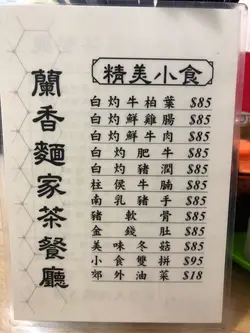 蘭香麵家茶餐廳
精美小食
白灼牛柏葉 $85
白灼鮮雞腸 $85
白灼鮮牛肉 $85
白灼肥牛 $85
白灼豬潤 $85
柱侯牛腩 $85
南乳豬手 $85
豬軟骨 $85
金錢肚 $85
美味冬菇 $85
小食雙拼 $95
郊外油菜 $18